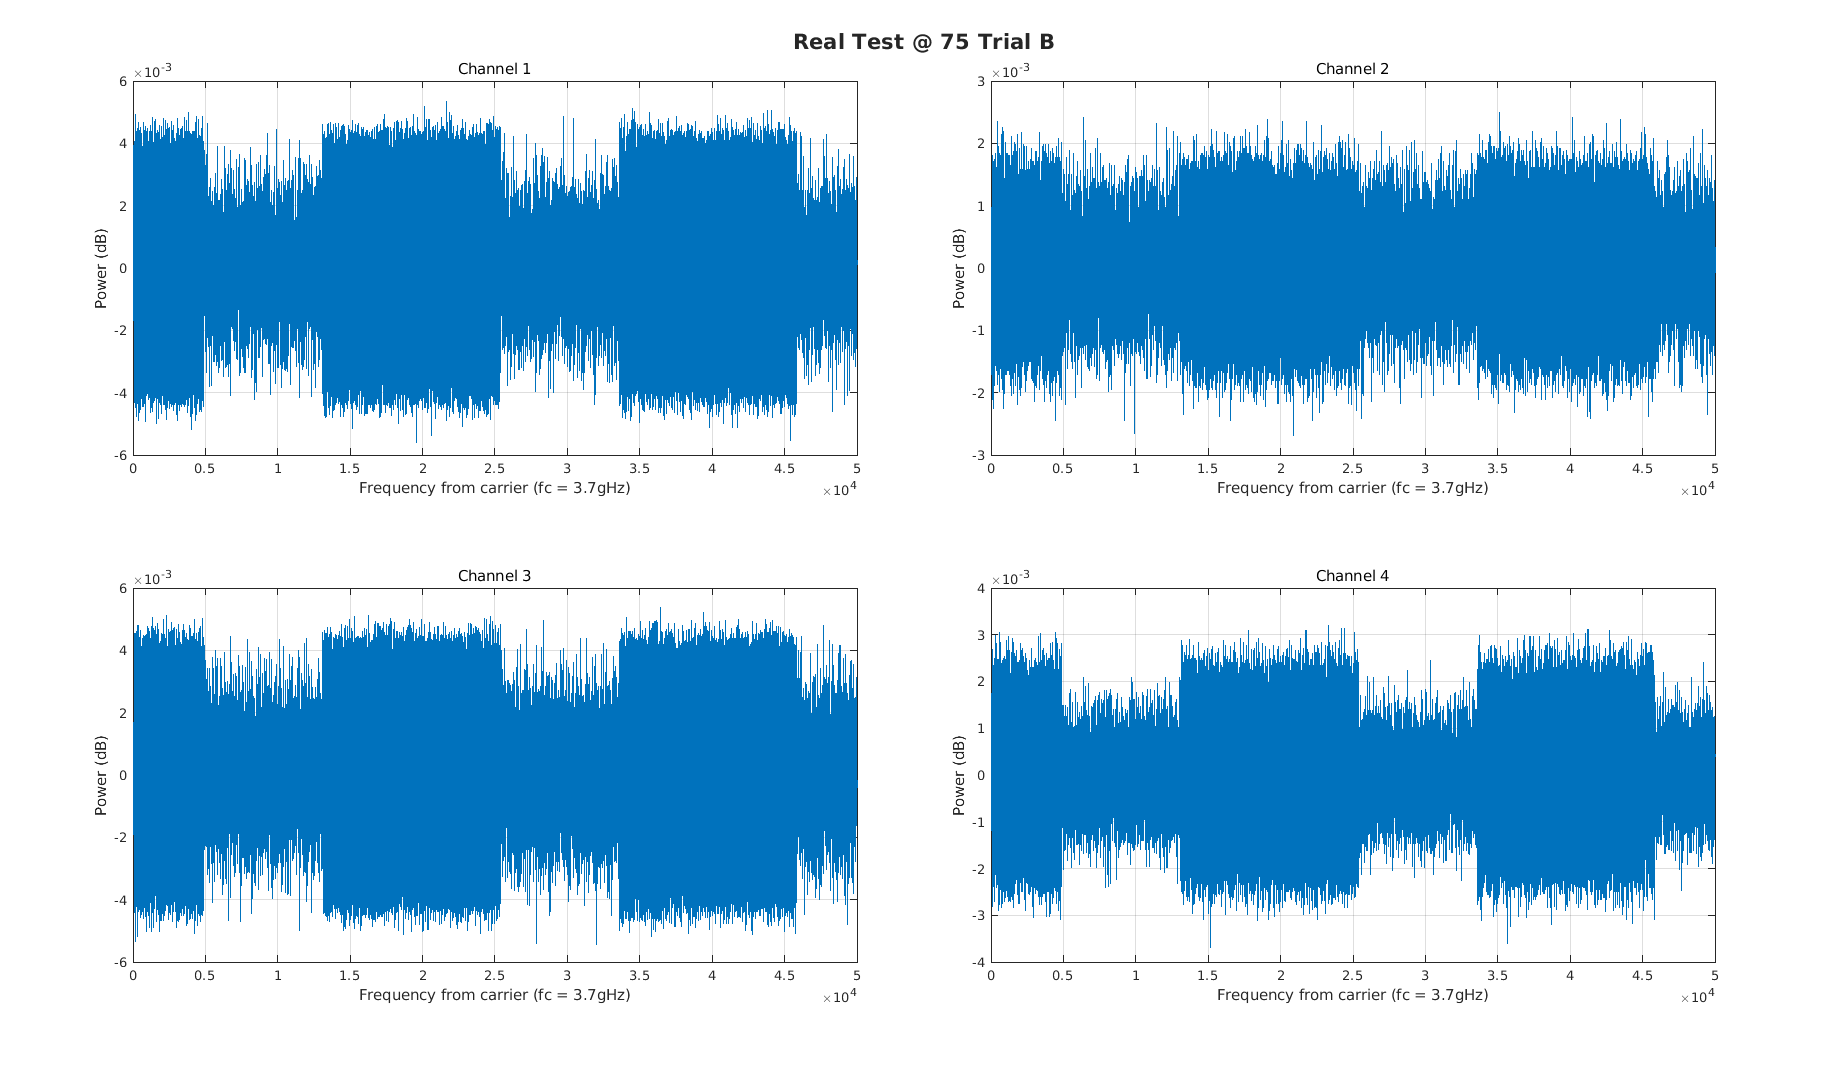 Real Test @ 75 Trial B
Channel 1
×10-3
6
4
2
0
-2
-4
-6
Power (dB)
0 0.5 1 1.5 2 2.5 3 3.5 4 4.5 5
Frequency from carrier (fc = 3.7gHz)
×104
Channel 2
×10-3
3
2
1
0
-1
-2
-3
Power (dB)
0 0.5 1 1.5 2 2.5 3 3.5 4 4.5 5
Frequency from carrier (fc = 3.7gHz)
×104
Channel 3
×10-3
6
4
2
0
-2
-4
-6
Power (dB)
0 0.5 1 1.5 2 2.5 3 3.5 4 4.5 5
Frequency from carrier (fc = 3.7gHz)
×104
Channel 4
×10-3
4
3
2
1
0
-1
-2
-3
-4
Power (dB)
0 0.5 1 1.5 2 2.5 3 3.5 4 4.5 5
Frequency from carrier (fc = 3.7gHz)
×104